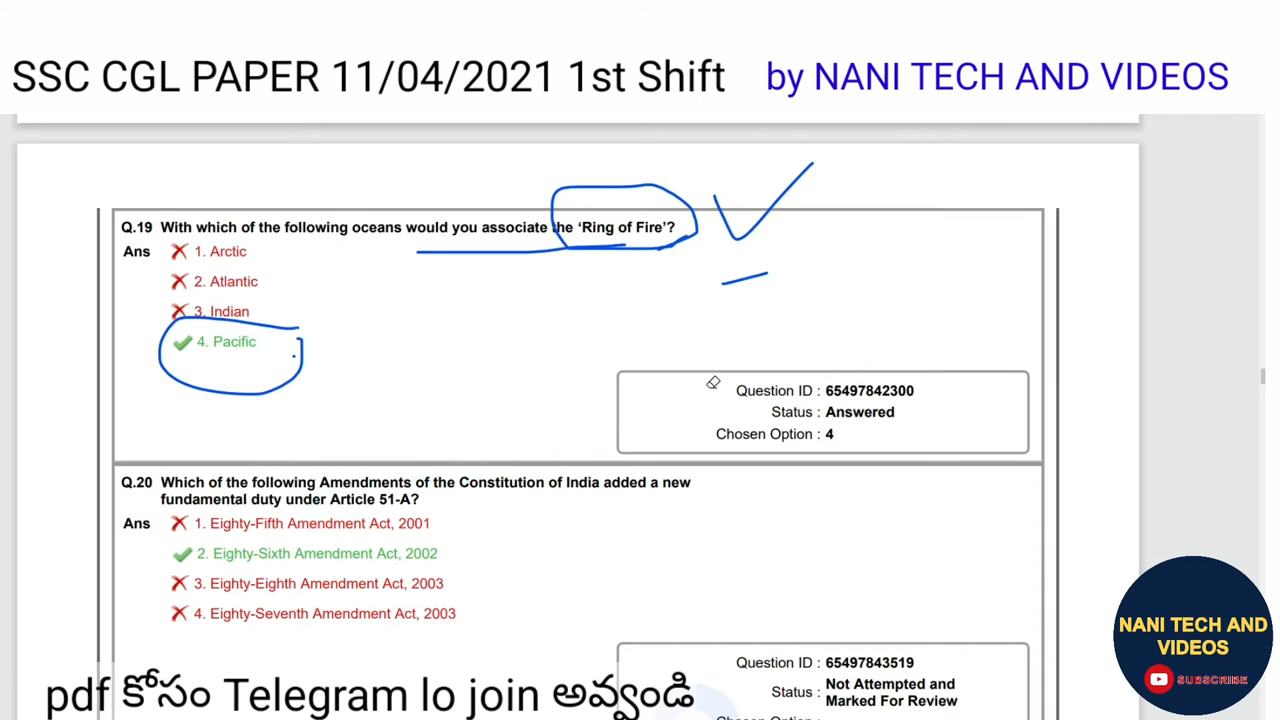 SSC CGL PAPER 11/04/2021 1st Shift by NANI TECH AND VIDEOS
Q.19 With which of the following oceans would you associate the ‘Ring of Fire’?
Ans 1. Arctic
2. Atlantic
3. Indian
4. Pacific
Question ID : 65497842300
Status : Answered
Chosen Option : 4
Q.20 Which of the following Amendments of the Constitution of India added a new
fundamental duty under Article 51-A?
Ans 1. Eighty-Fifth Amendment Act, 2001
2. Eighty-Sixth Amendment Act, 2002
3. Eighty-Eighth Amendment Act, 2003
4. Eighty-Seventh Amendment Act, 2003
Question ID : 65497843519
Status : Not Attempted and
Marked For Review
NANI TECH AND
VIDEOS
SUBSCRIBE
pdf కోసం Telegram lo join అవ్వండి